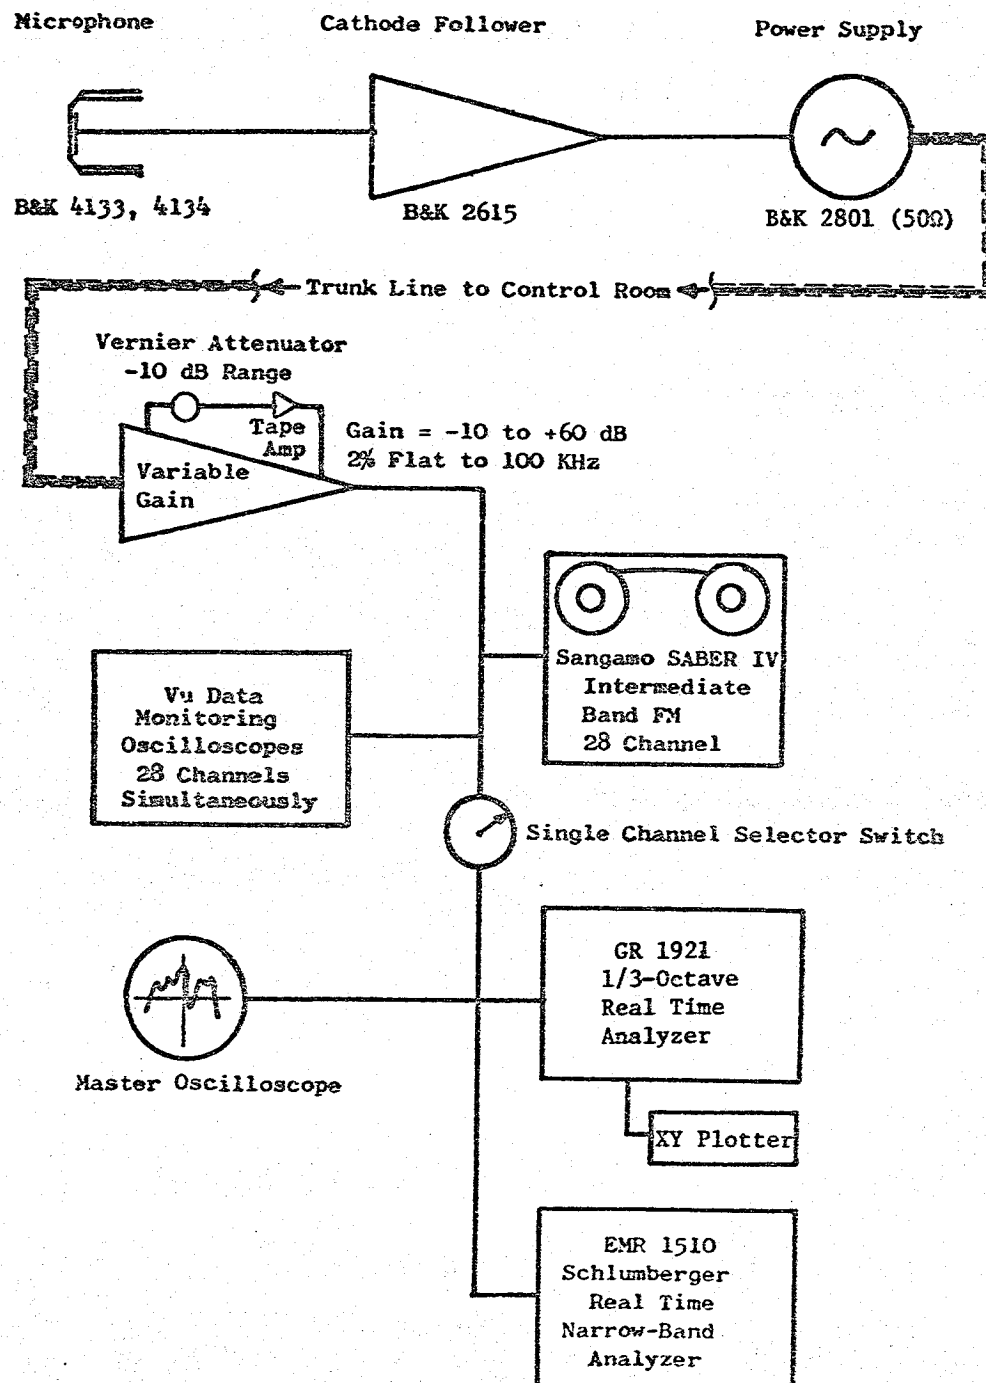 Microphone
Cathode Follower
Power Supply
B&K 4133, 4134
B&K 2615
B&K 2801 (50Ω)
Trunk Line to Control Room
Vernier Attenuator
-10 dB Range
Tape
Amp
Gain = -10 to +60 dB
2% Flat to 100 KHz
Variable
Gain
Sangamo SABER IV
Intermediate
Band FM
28 Channel
Vu Data
Monitoring
Oscilloscopes
28 Channels
Simultaneously
Single Channel Selector Switch
GR 1921
1/3-Octave
Real Time
Analyzer
Master Oscilloscope
XY Plotter
EMR 1510
Schlumberger
Real Time
Narrow-Band
Analyzer